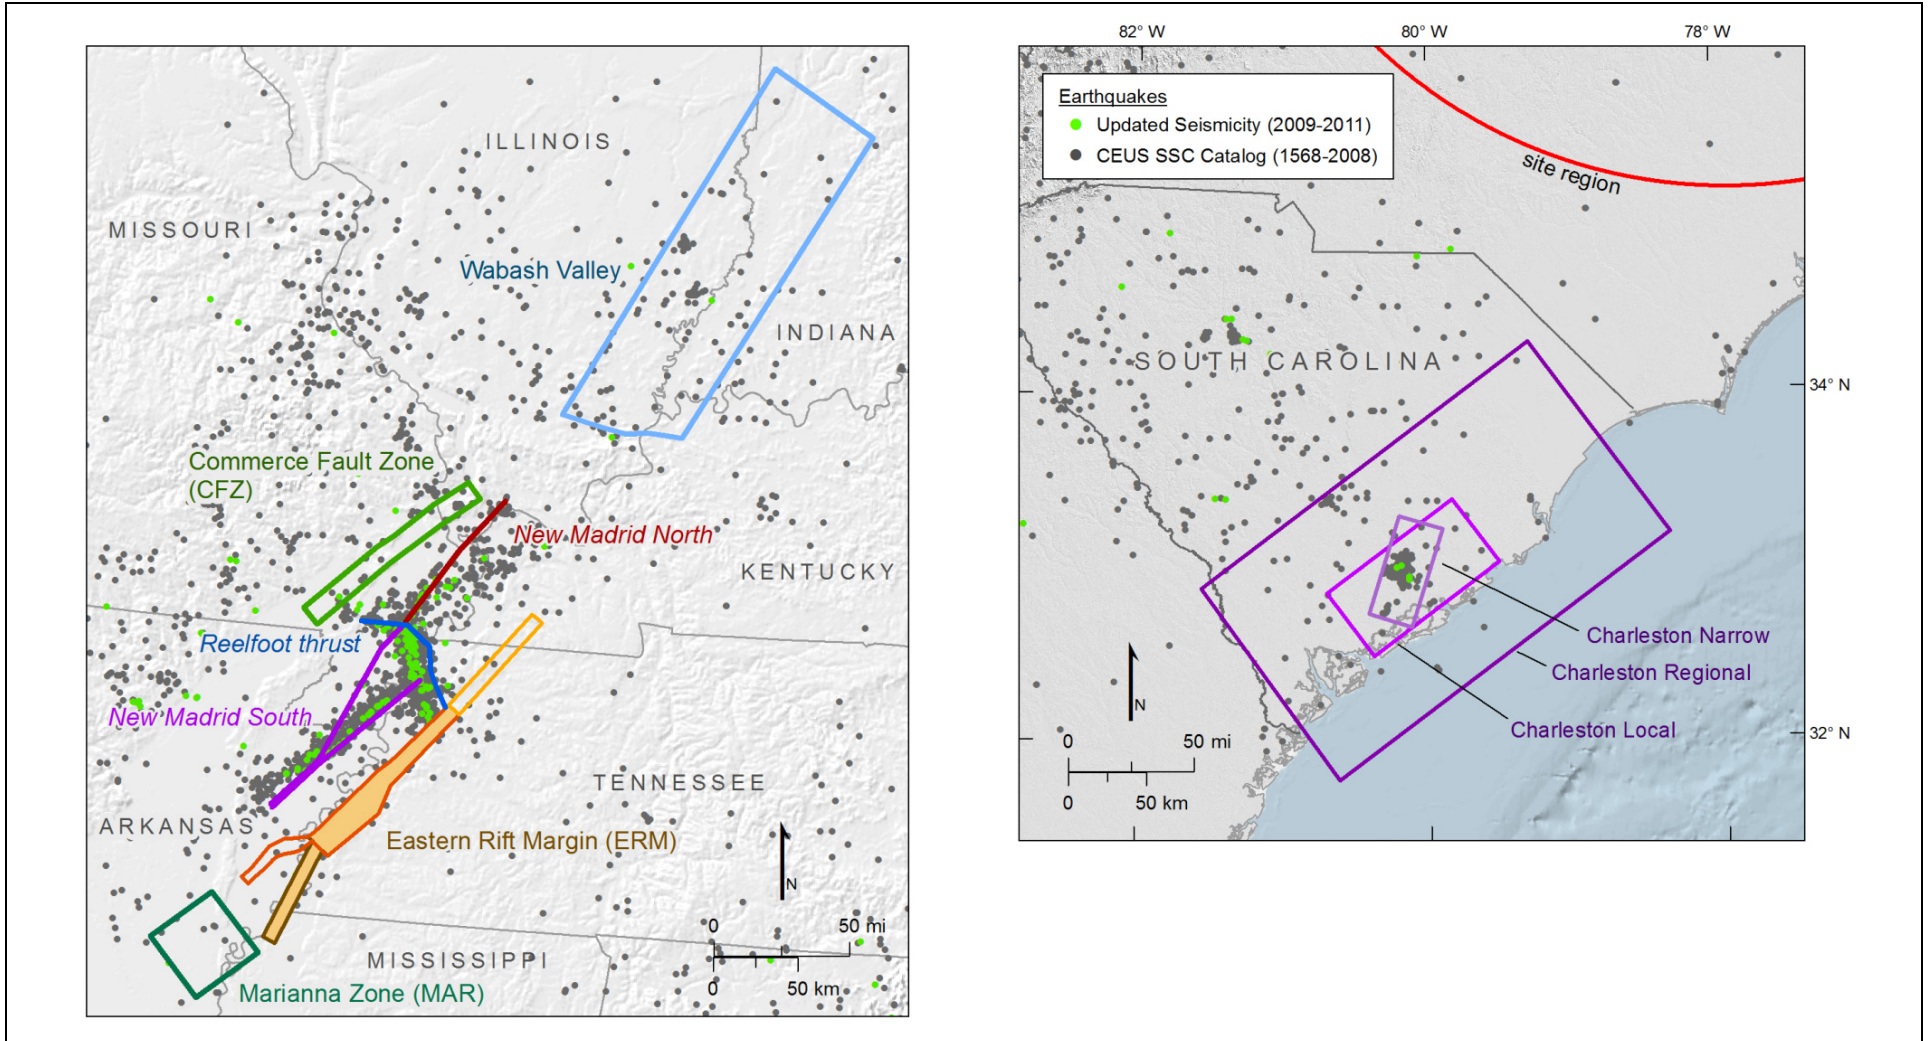 ILLINOIS
MISSOURI
Wabash Valley
INDIANA
Commerce Fault Zone
(CFZ)
New Madrid North
KENTUCKY
Reelfoot thrust
New Madrid South
TENNESSEE
ARKANSAS
Eastern Rift Margin (ERM)
N
0 50 mi
MISSISSIPPI
0 50 km
Marianna Zone (MAR)
82° W 80° W 78° W
Earthquakes
Updated Seismicity (2009-2011)
CEUS SSC Catalog (1568-2008)
site region
SOUTH CAROLINA
34° N
Charleston Narrow
Charleston Regional
N
Charleston Local
32° N
0 50 mi
0 50 km